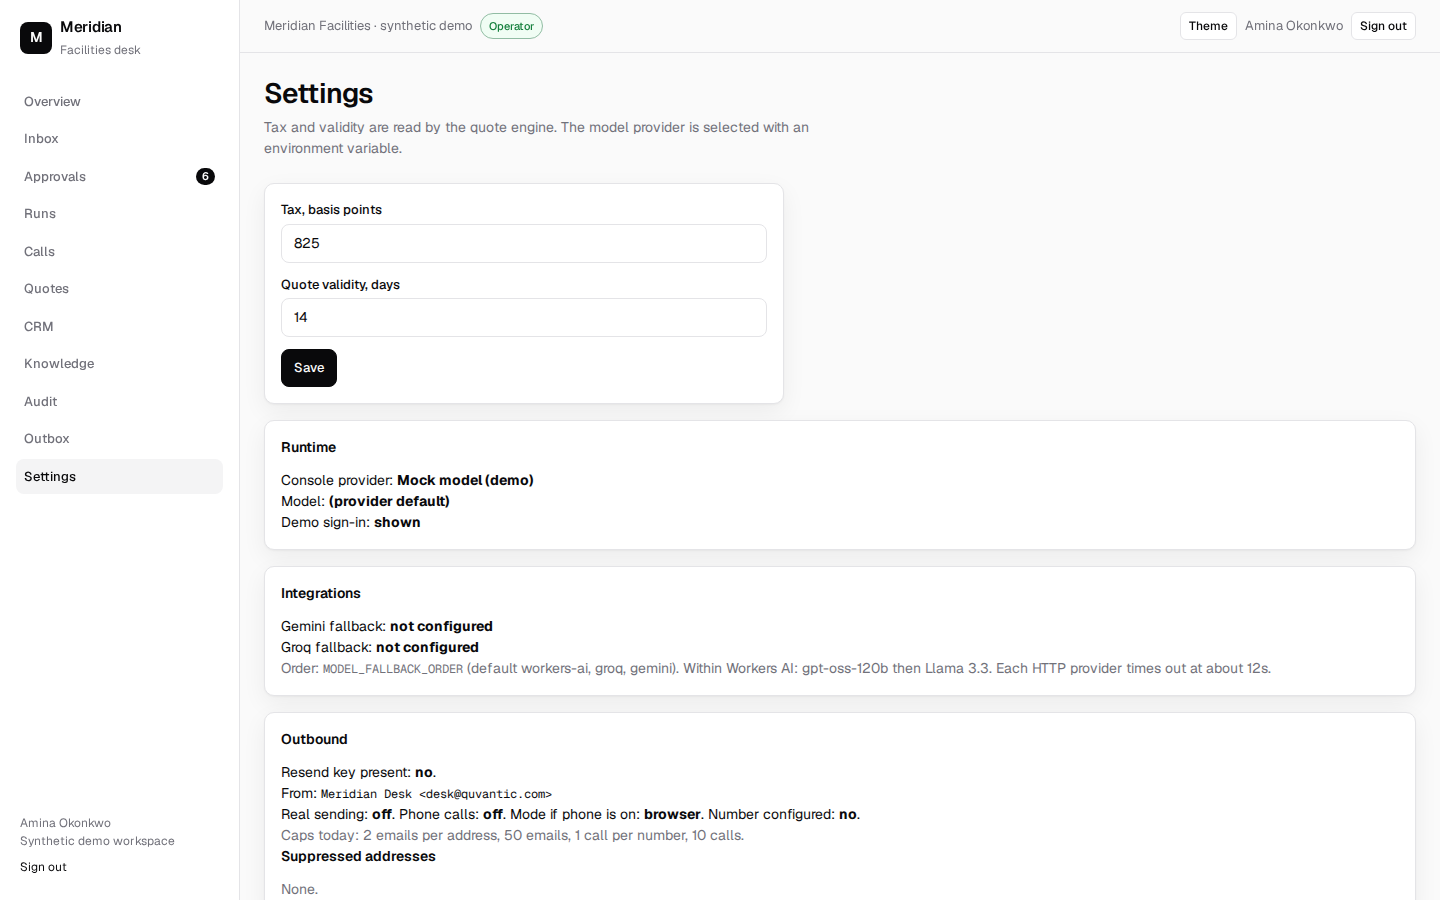 M
Meridian
Facilities desk
Overview
Inbox
Approvals 6
Runs
Calls
Quotes
CRM
Knowledge
Audit
Outbox
Settings
Amina Okonkwo
Synthetic demo workspace
Sign out
Meridian Facilities · synthetic demo Operator
Theme Amina Okonkwo Sign out
Settings
Tax and validity are read by the quote engine. The model provider is selected with an
environment variable.
Tax, basis points
825
Quote validity, days
14
Save
Runtime
Console provider: Mock model (demo)
Model: (provider default)
Demo sign-in: shown
Integrations
Gemini fallback: not configured
Groq fallback: not configured
Order: MODEL_FALLBACK_ORDER (default workers-ai, groq, gemini). Within Workers AI: gpt-oss-120b then Llama 3.3. Each HTTP provider times out at about 12s.
Outbound
Resend key present: no.
From: Meridian Desk <desk@quvantic.com>
Real sending: off. Phone calls: off. Mode if phone is on: browser. Number configured: no.
Caps today: 2 emails per address, 50 emails, 1 call per number, 10 calls.
Suppressed addresses
None.